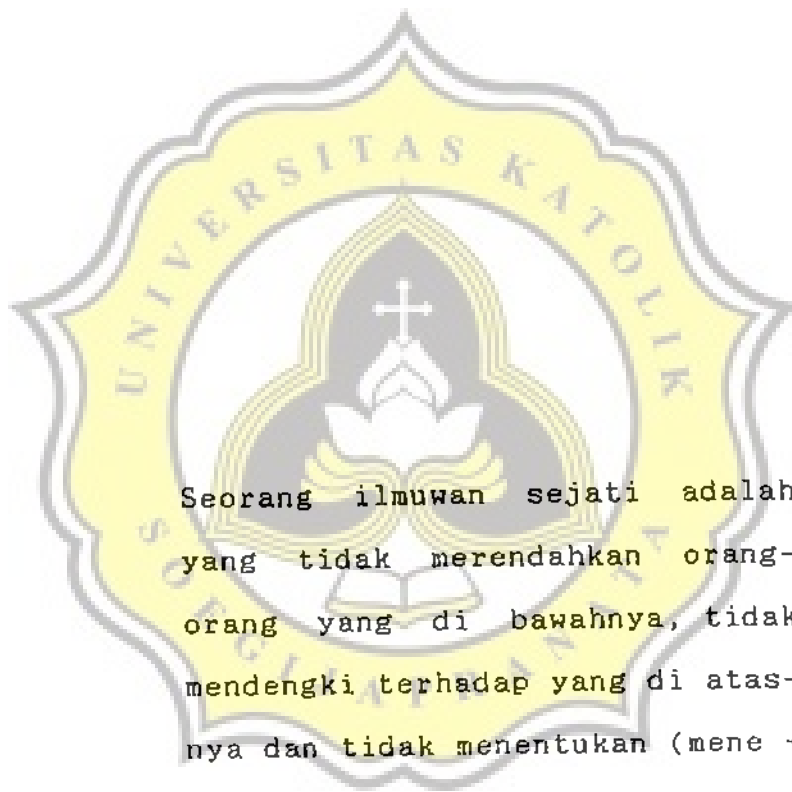 UNIVERSITAS KATOLIK
SOEGIJAPRANATA
Seorang ilmuwan sejati adalah
yang tidak merendahkan orang-
orang yang di bawahnya, tidak
mendengki terhadap yang di atas-
nya dan tidak menentukan (mene -